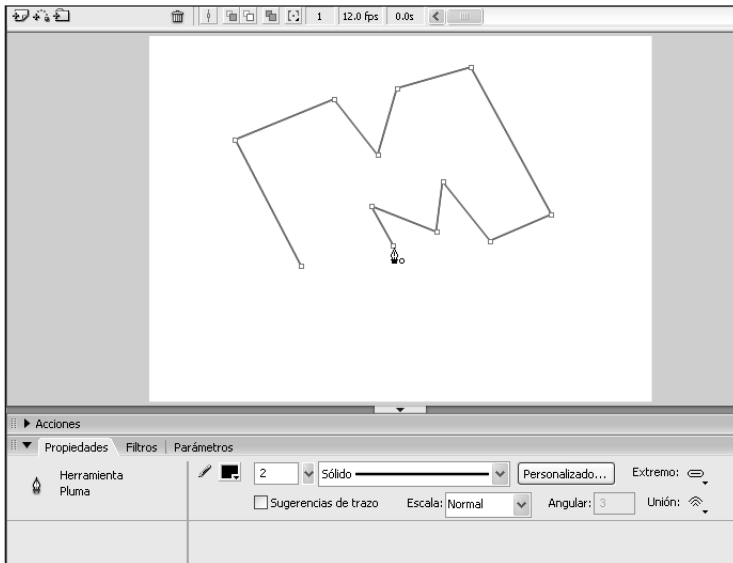 1 12.0 fps 0.0s
Acciones
Propiedades Filtros Parámetros
Herramienta
Pluma
2 Sólido Personalizado... Extremo:
Sugerencias de trazo Escala: Normal Angular: 3 Unión: